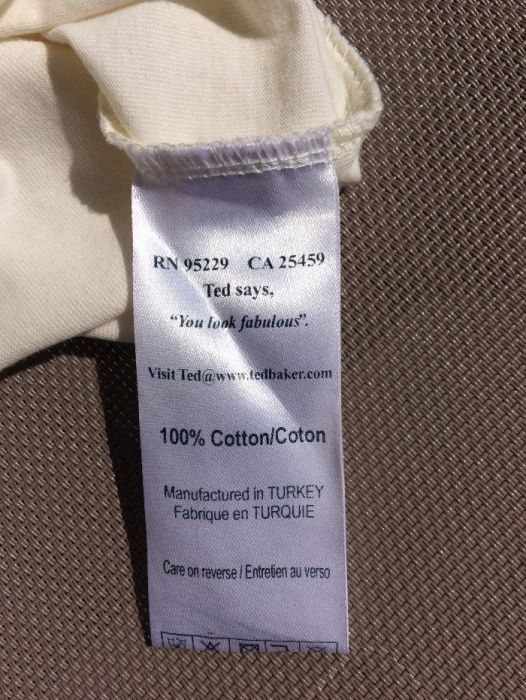 RN 95229 CA 25459
Ted says,
"You look fabulous".
Visit Ted@www.tedbaker.com
100% Cotton/Coton
Manufactured in TURKEY
Fabrique en TURQUIE
Care on reverse / Entretien au verso